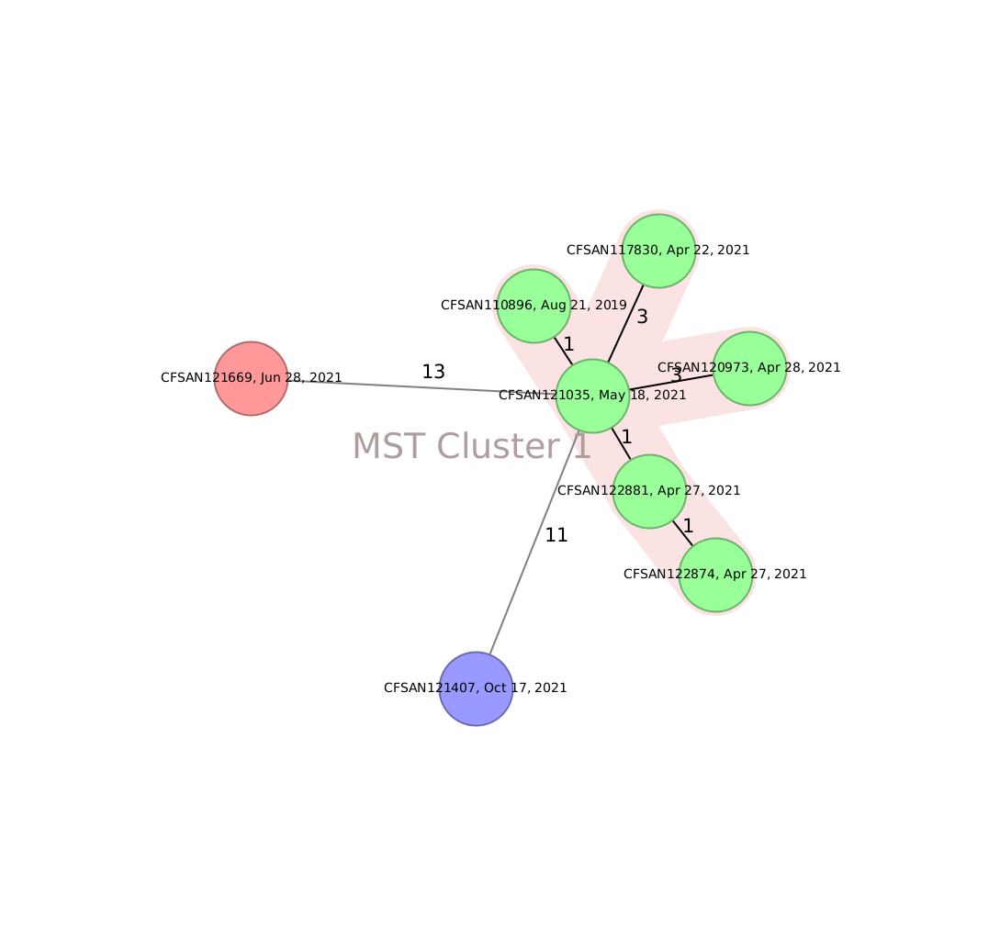 CFSAN117830, Apr 22, 2021
CFSAN110896, Aug 21, 2019
3
1
CFSAN120973, Apr 28, 2021
3
CFSAN121669, Jun 28, 2021
13
CFSAN121035, May 18, 2021
1
MST Cluster 1
CFSAN122881, Apr 27, 2021
1
11
CFSAN122874, Apr 27, 2021
CFSAN121407, Oct 17, 2021